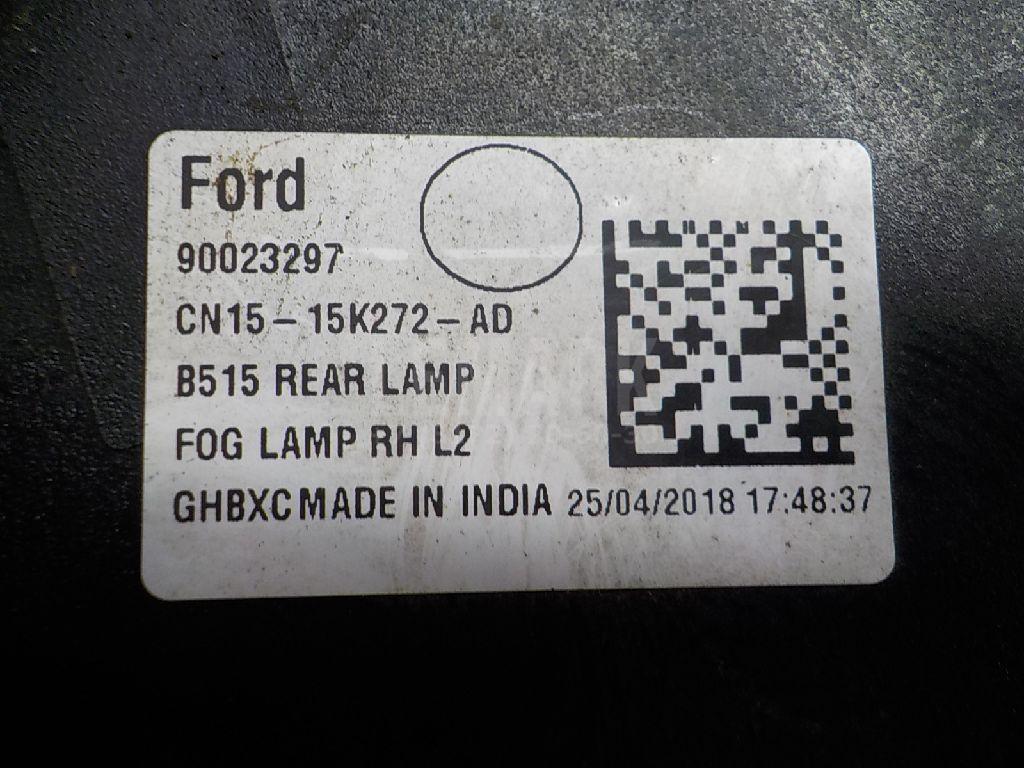 Ford
90023297
CN15-15K272-AD
B515 REAR LAMP
FOG LAMP RH L2
GHBXC MADE IN INDIA 25/04/2018 17:48:37